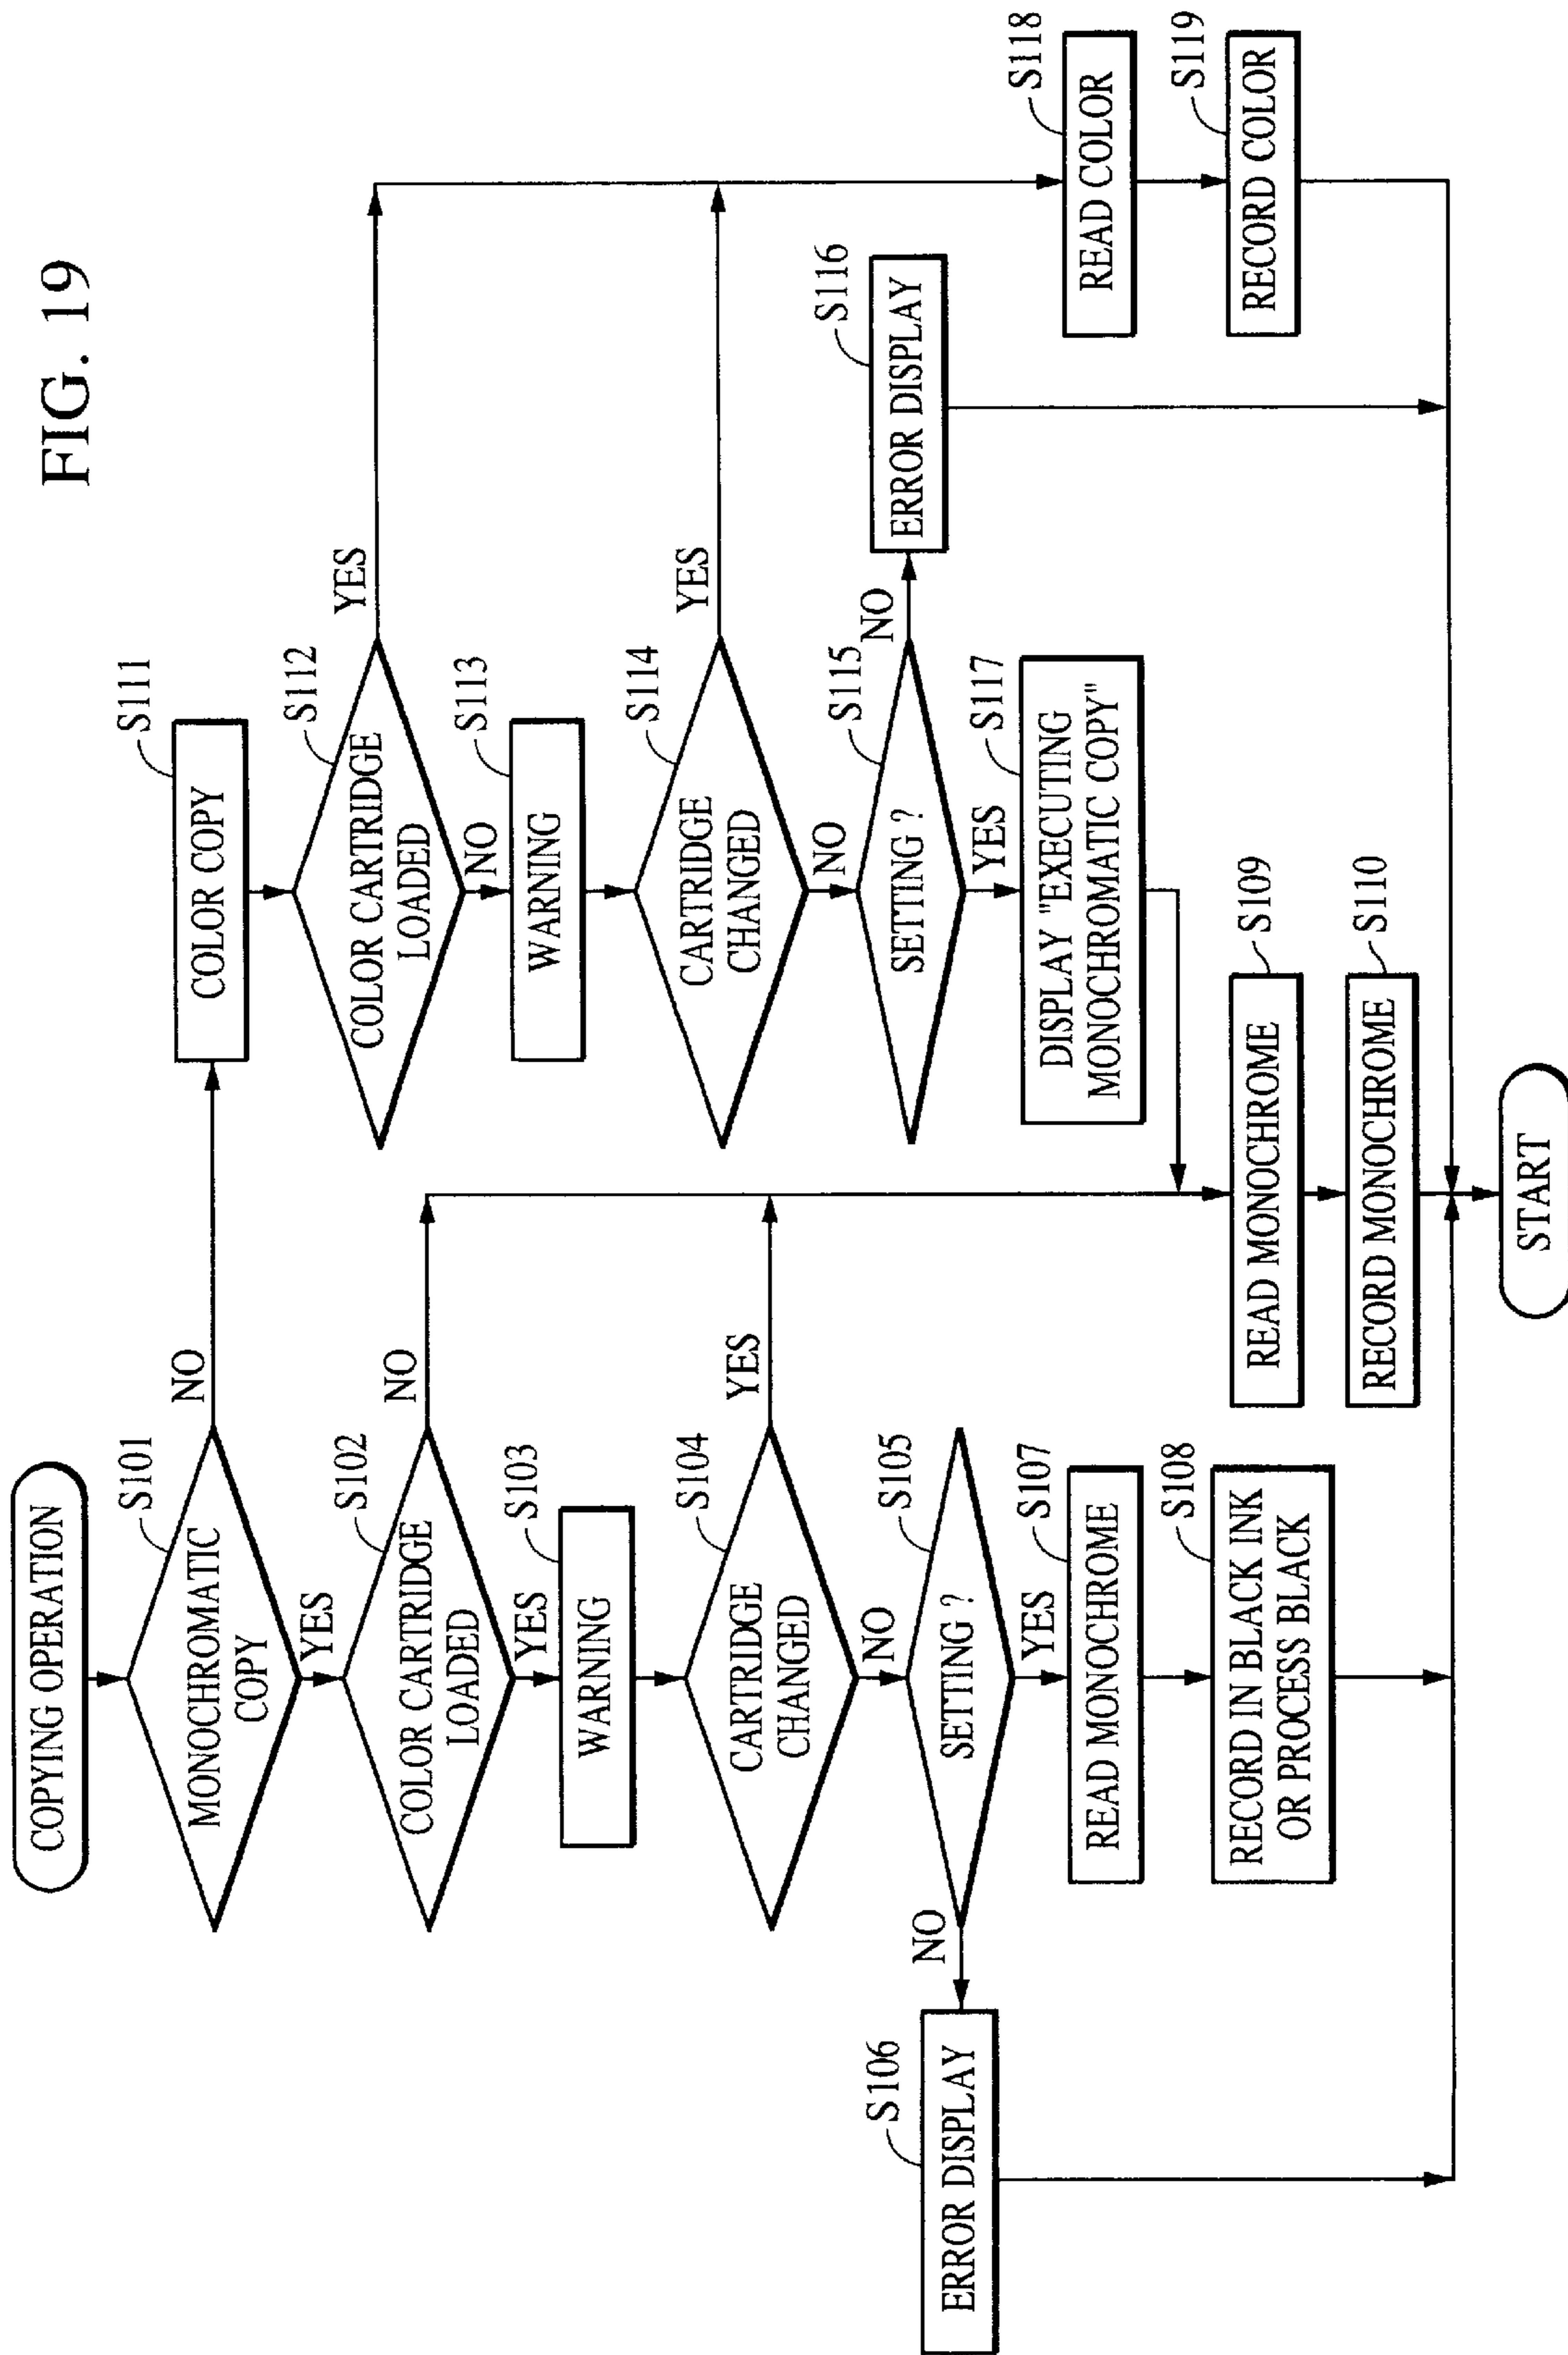 FIG. 19
COPYING OPERATION
S101
MONOCHROMATIC
COPY
NO
YES
S102
COLOR CARTRIDGE
LOADED
NO
YES
S103
WARNING
S104
CARTRIDGE
CHANGED
YES
NO
S105
SETTING ?
NO
YES
S106
ERROR DISPLAY
S107
READ MONOCHROME
S108
RECORD IN BLACK INK
OR PROCESS BLACK
S111
COLOR COPY
S112
COLOR CARTRIDGE
LOADED
YES
NO
S113
WARNING
S114
CARTRIDGE
CHANGED
YES
NO
S115
SETTING ?
NO
YES
S116
ERROR DISPLAY
S117
DISPLAY "EXECUTING
MONOCHROMATIC COPY"
S109
READ MONOCHROME
S110
RECORD MONOCHROME
S118
READ COLOR
S119
RECORD COLOR
START